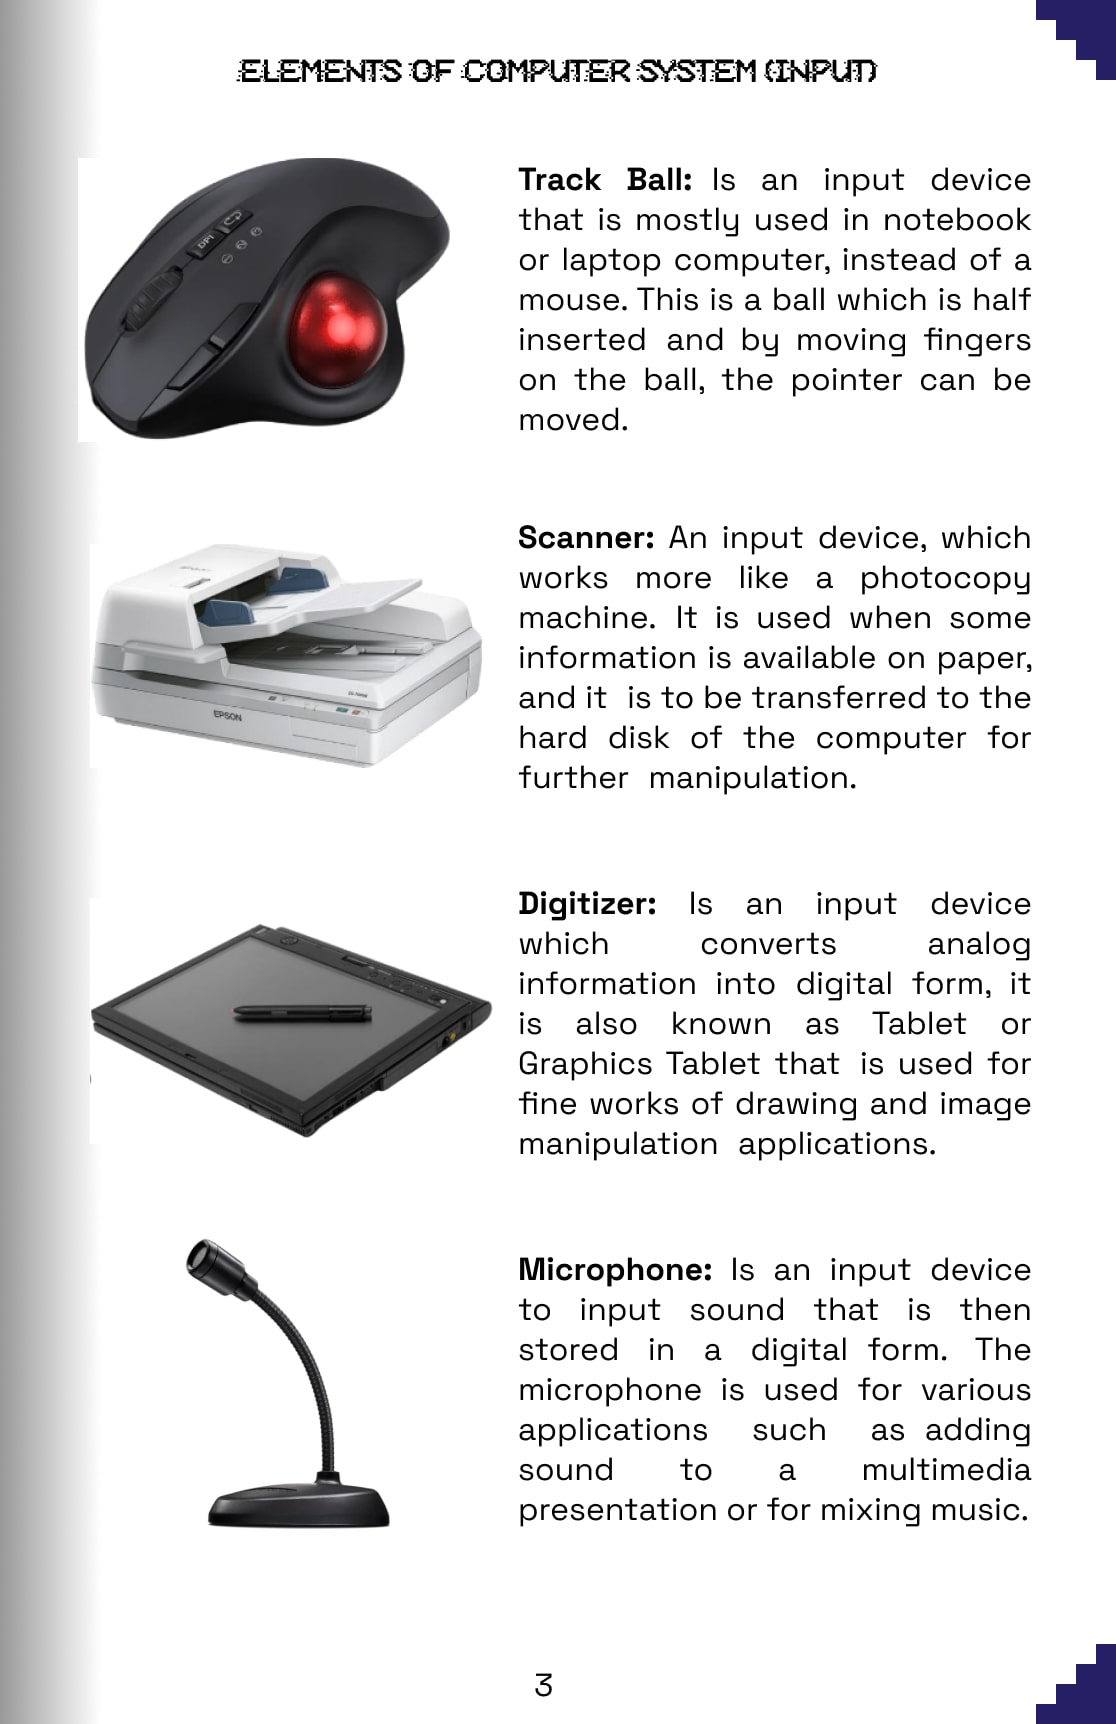 ELEMENTS OF COMPUTER SYSTEM (INPUT)
DPI
Track Ball: Is an input device
that is mostly used in notebook
or laptop computer, instead of a
mouse. This is a ball which is half
inserted and by moving fingers
on the ball, the pointer can be
moved.
EPSON
Scanner: An input device, which
works more like a photocopy
machine. It is used when some
information is available on paper,
and it is to be transferred to the
hard disk of the computer for
further manipulation.
Digitizer: Is an input device
which converts analog
information into digital form, it
is also known as Tablet or
Graphics Tablet that is used for
fine works of drawing and image
manipulation applications.
Microphone: Is an input device
to input sound that is then
stored in a digital form. The
microphone is used for various
applications such as adding
sound to a multimedia
presentation or for mixing music.
3